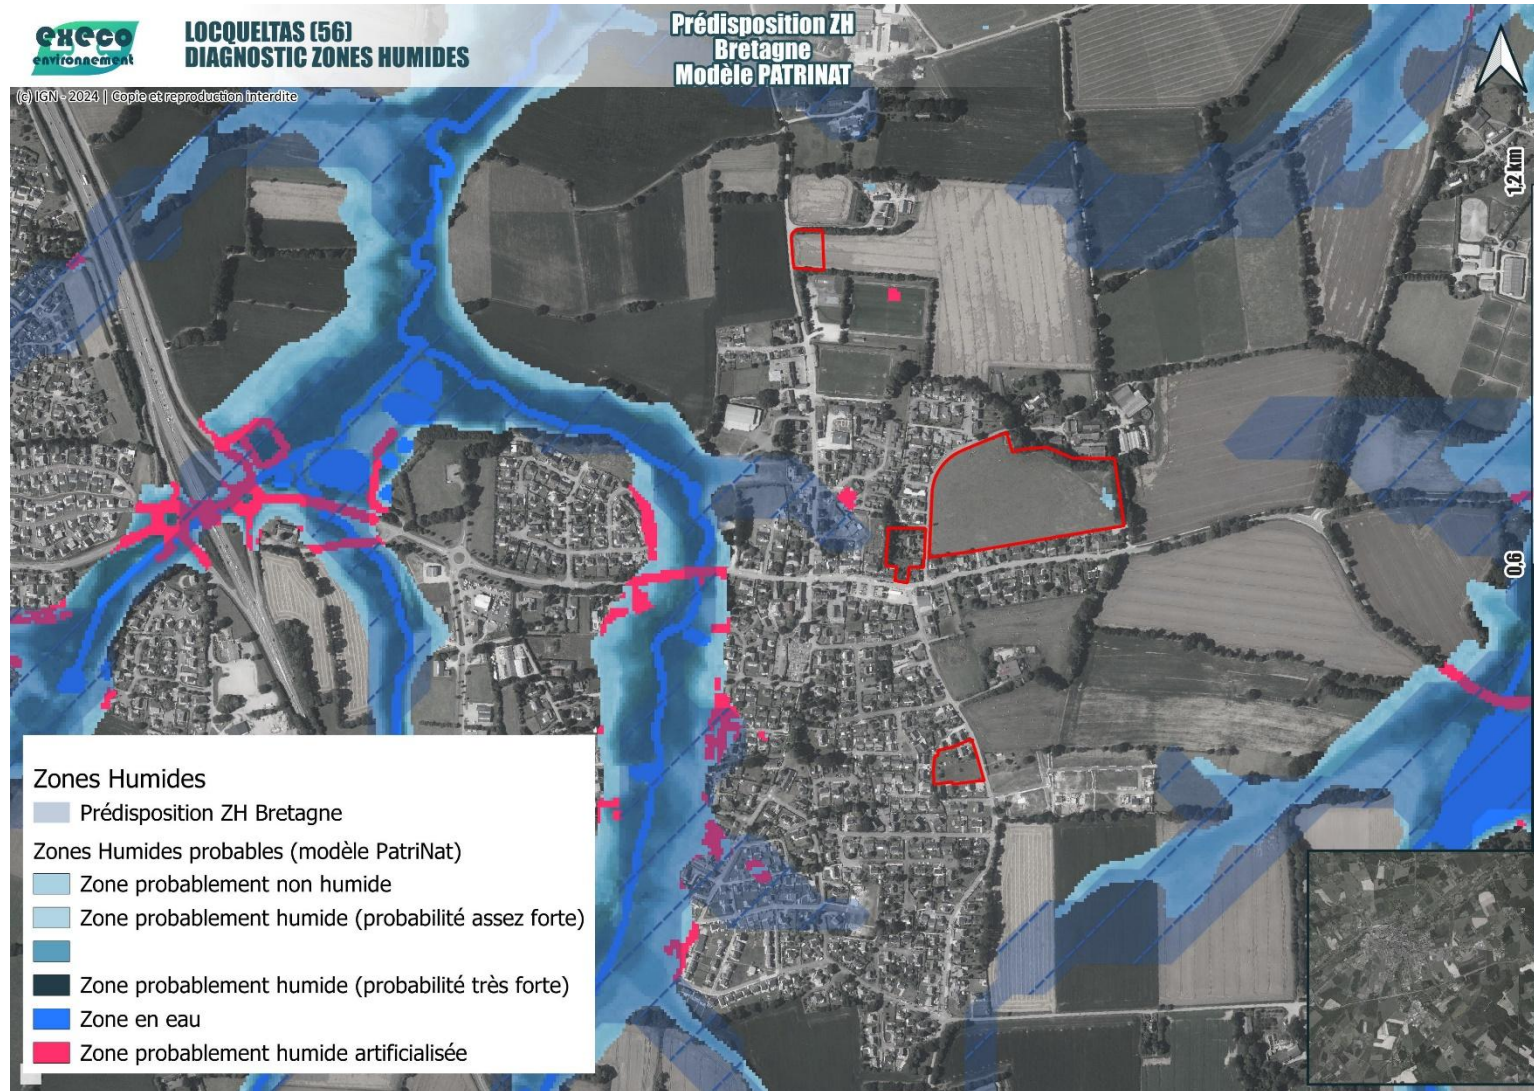 execo
environnement
LOCQUELTAS (56)
DIAGNOSTIC ZONES HUMIDES
Prédisposition ZH
Bretagne
Modèle PATRINAT
(c) IGN - 2024 | Copie et reproduction interdite
1,2 km
0,6
Zones Humides
Prédisposition ZH Bretagne
Zones Humides probables (modèle PatriNat)
Zone probablement non humide
Zone probablement humide (probabilité assez forte)
Zone probablement humide (probabilité très forte)
Zone en eau
Zone probablement humide artificialisée